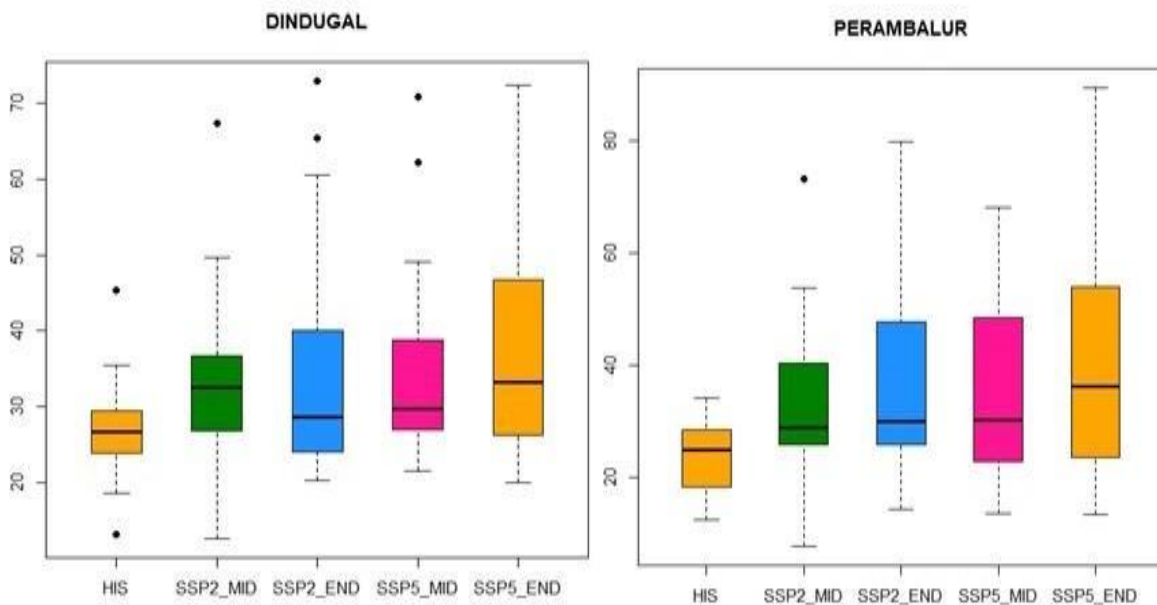 DINDUGAL
70
60
50
40
30
20
HIS SSP2_MID SSP2_END SSP5_MID SSP5_END
PERAMBALUR
80
60
40
20
HIS SSP2_MID SSP2_END SSP5_MID SSP5_END